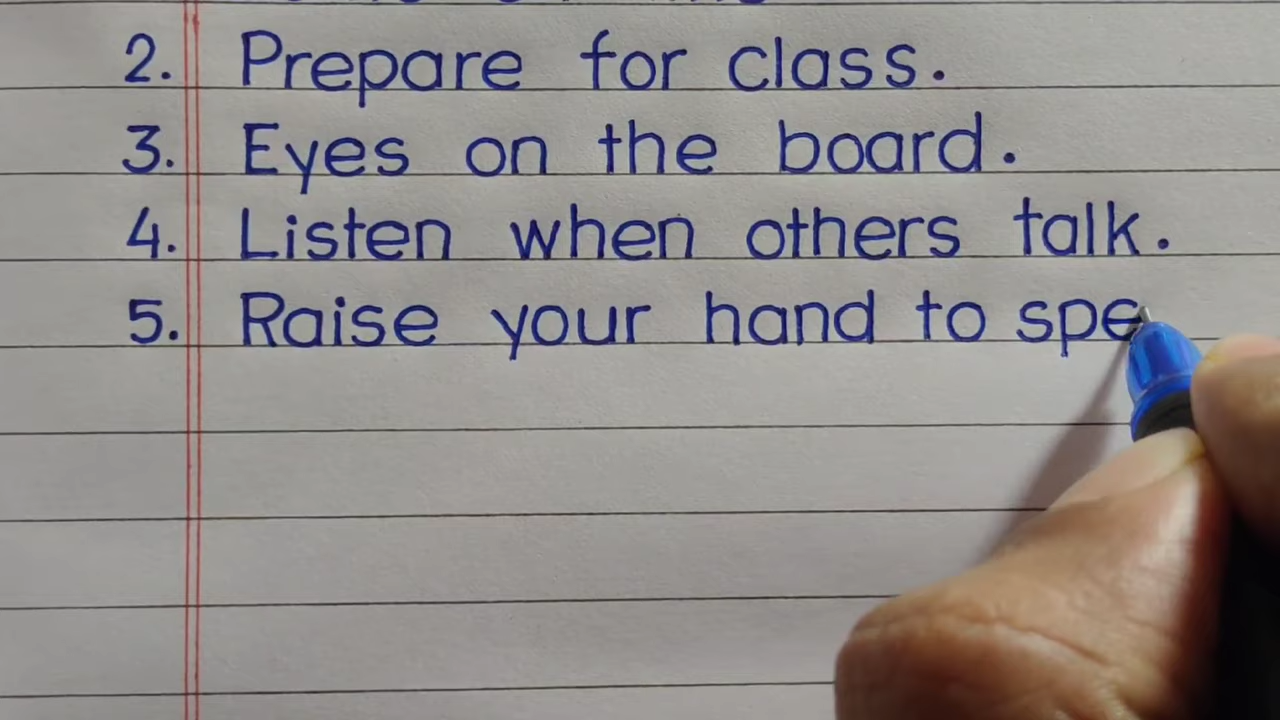 2. Prepare for class.
3. Eyes on the board.
4. Listen when others talk.
5. Raise your hand to spe